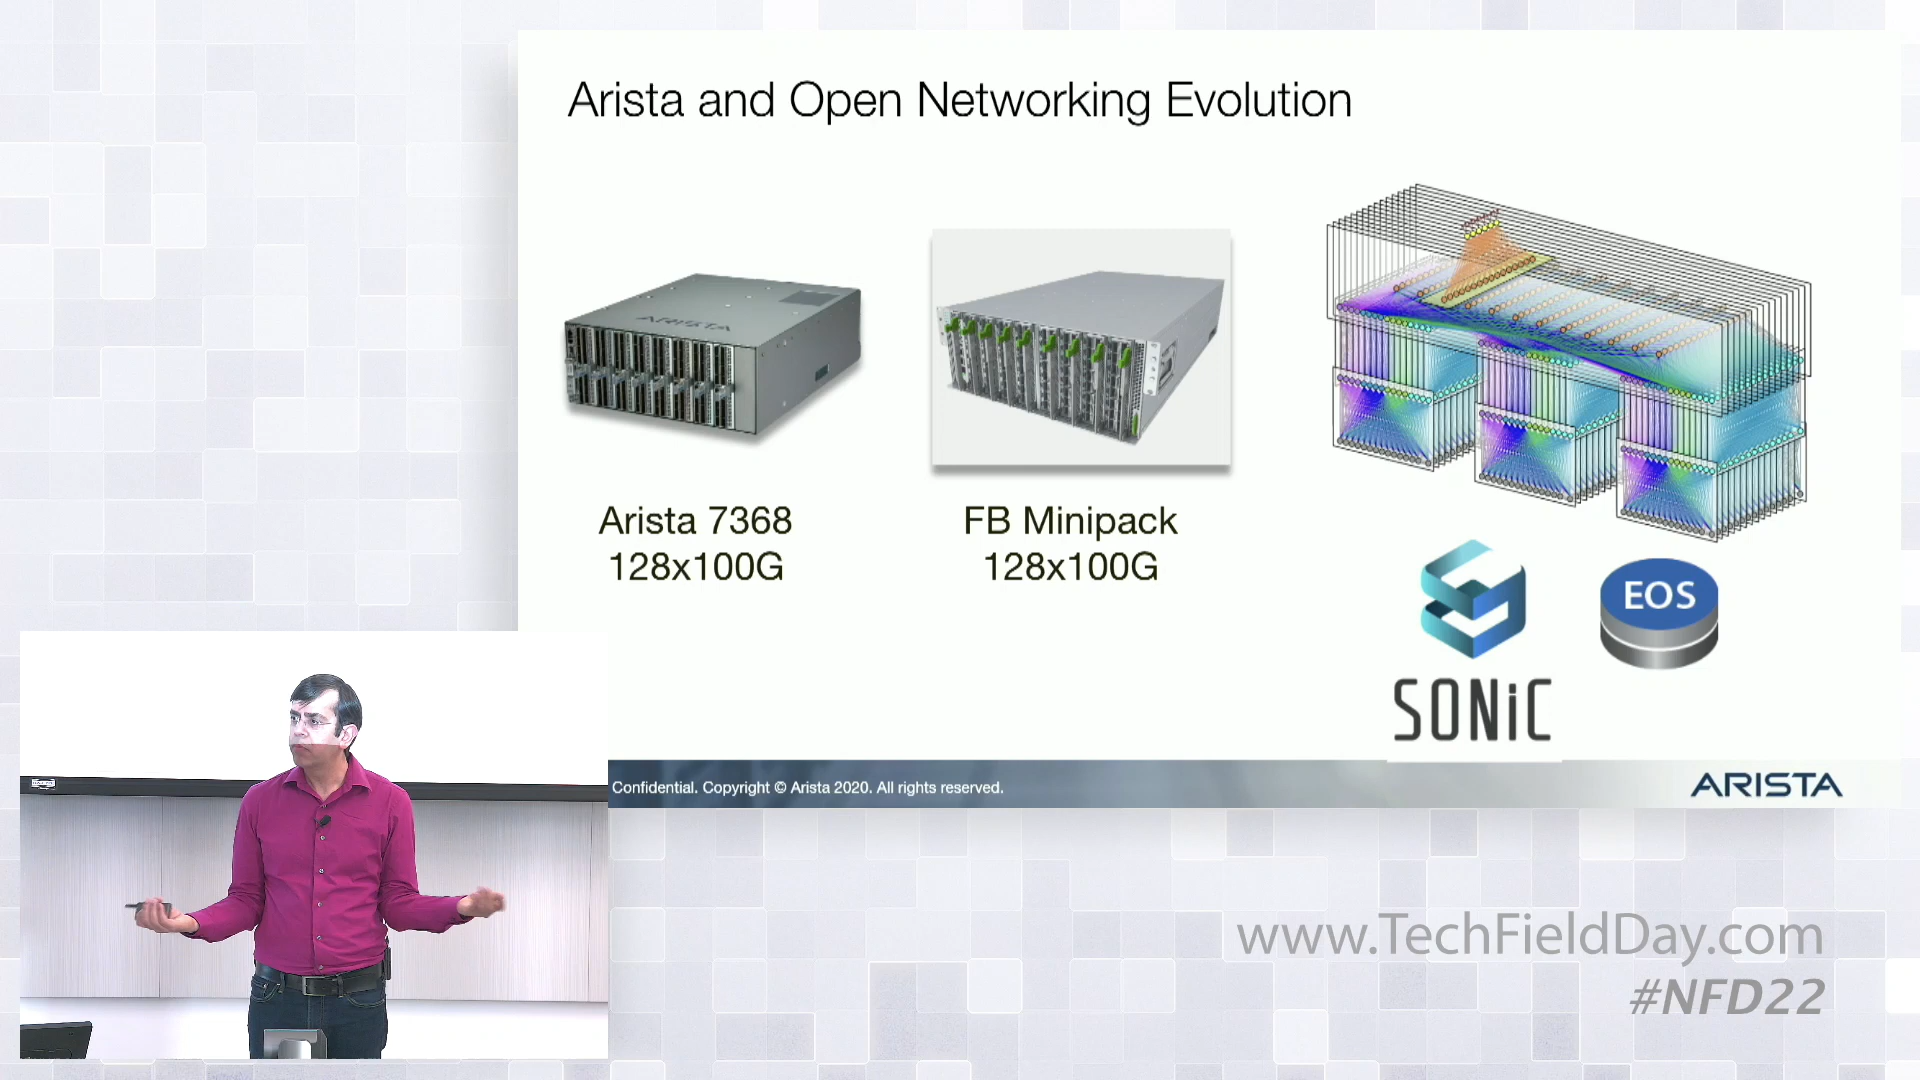 Arista and Open Networking Evolution
ARISTA
Arista 7368
128x100G
FB Minipack
128x100G
SONiC
EOS
Confidential. Copyright © Arista 2020. All rights reserved.
ARISTA
www.TechFieldDay.com
#NFD22